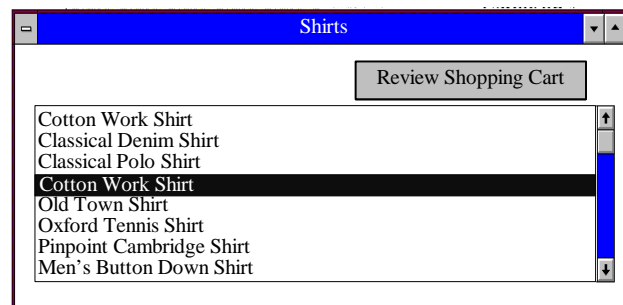 Shirts
Review Shopping Cart
Cotton Work Shirt
Classical Denim Shirt
Classical Polo Shirt
Cotton Work Shirt
Old Town Shirt
Oxford Tennis Shirt
Pinpoint Cambridge Shirt
Men's Button Down Shirt